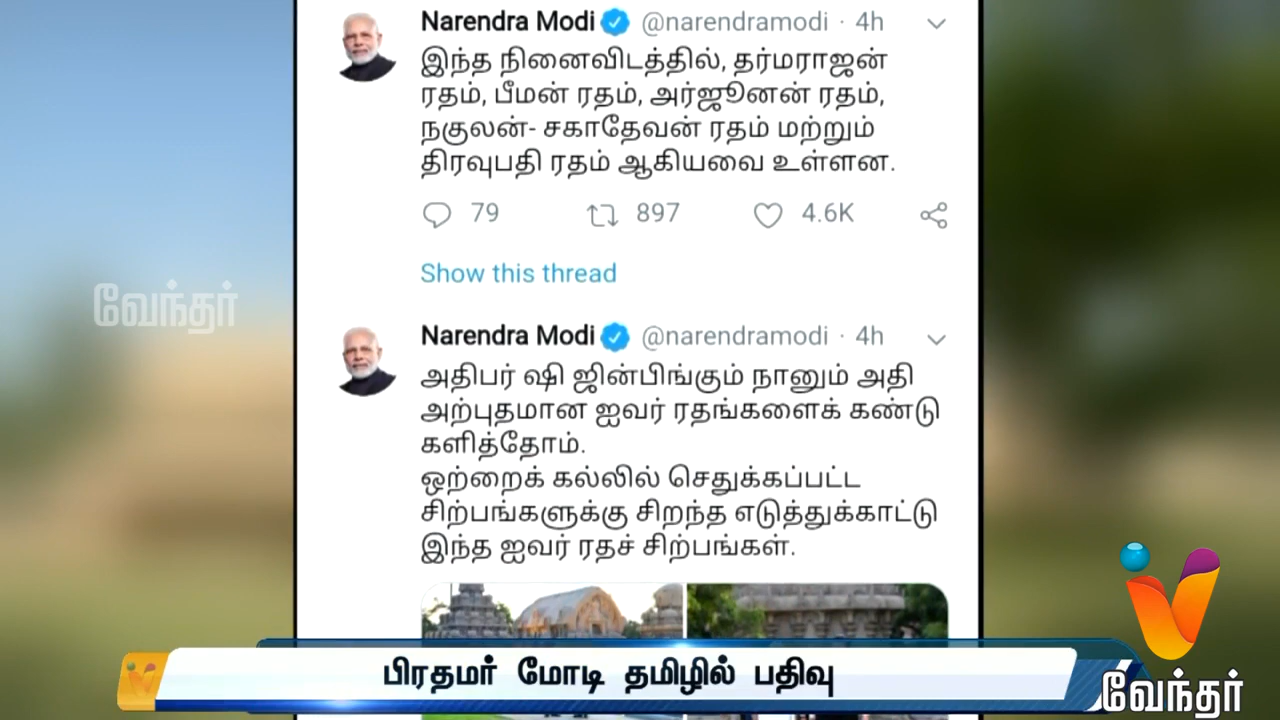 Narendra Modi @narendramodi · 4h
இந்த நினைவிடத்தில், தர்மராஜன்
ரதம், பீமன் ரதம், அர்ஜூனன் ரதம்,
நகுலன்- சகாதேவன் ரதம் மற்றும்
திரவுபதி ரதம் ஆகியவை உள்ளன.
79 897 4.6K
Show this thread
வேந்தர்
Narendra Modi @narendramodi · 4h
அதிபர் ஷி ஜின்பிங்கும் நானும் அதி
அற்புதமான ஐவர் ரதங்களைக் கண்டு
களித்தோம்.
ஒற்றைக் கல்லில் செதுக்கப்பட்ட
சிற்பங்களுக்கு சிறந்த எடுத்துக்காட்டு
இந்த ஐவர் ரதச் சிற்பங்கள்.
பிரதமர் மோடி தமிழில் பதிவு
வேந்தர்